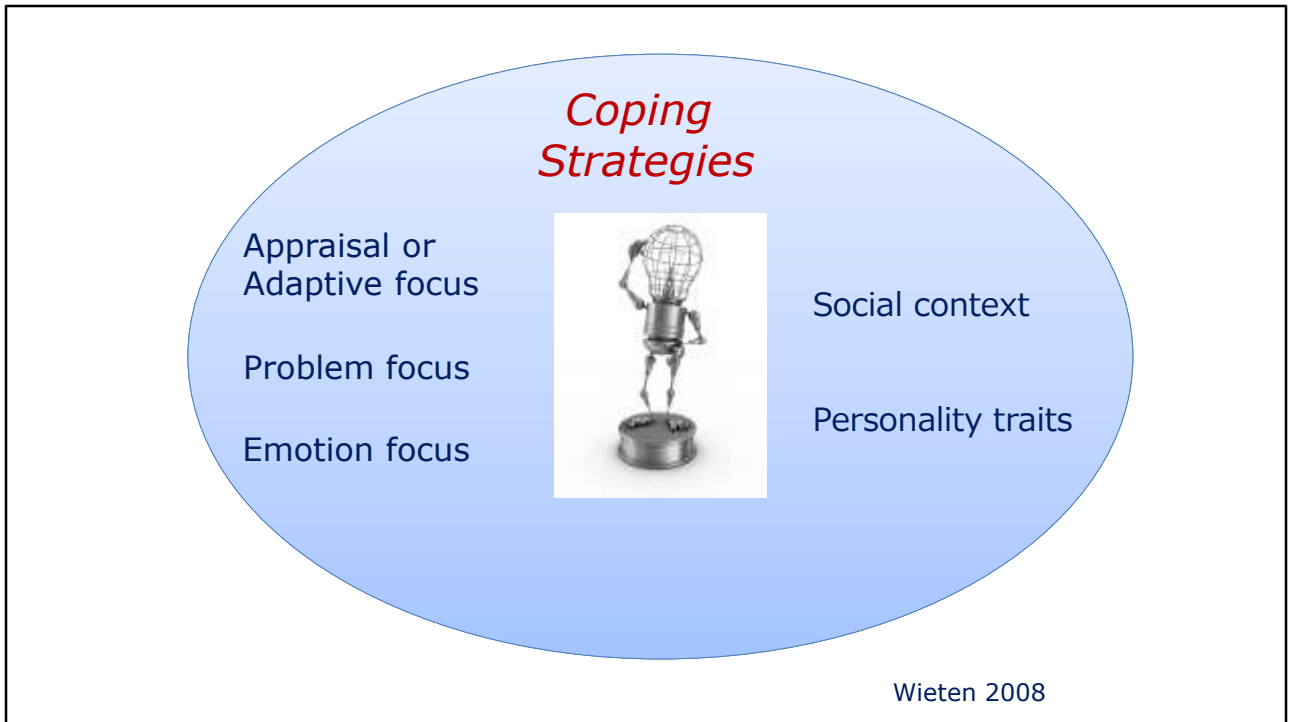 Coping
Strategies
Appraisal or
Adaptive focus
Problem focus
Emotion focus
Social context
Personality traits
Wieten 2008